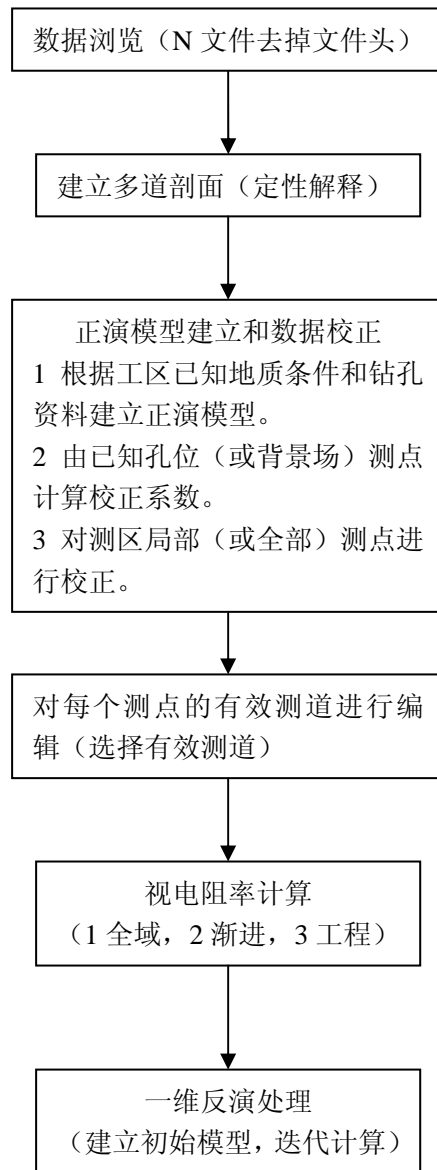 数据浏览（N 文件去掉文件头）
建立多道剖面（定性解释）
正演模型建立和数据校正
1 根据工区已知地质条件和钻孔
资料建立正演模型。
2 由已知孔位（或背景场）测点
计算校正系数。
3 对测区局部（或全部）测点进
行校正。
对每个测点的有效测道进行编
辑（选择有效测道）
视电阻率计算
（1 全域，2 渐进，3 工程）
一维反演处理
（建立初始模型，迭代计算）